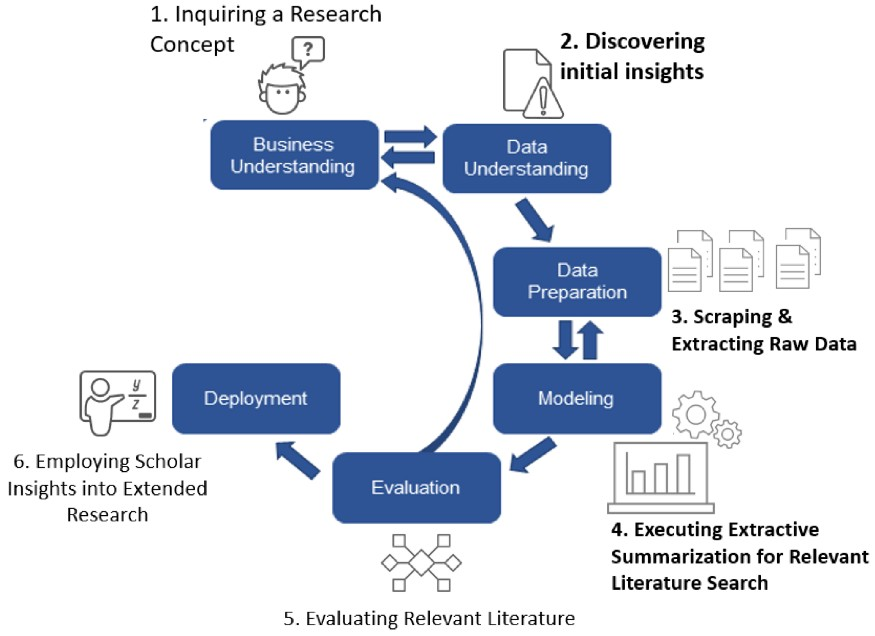 1. Inquiring a Research
Concept
?
2. Discovering
initial insights
!
Business
Understanding
Data
Understanding
Data
Preparation
3. Scraping &
Extracting Raw Data
Modeling
4. Executing Extractive
Summarization for Relevant
Literature Search
Evaluation
5. Evaluating Relevant Literature
Deployment
y
z
6. Employing Scholar
Insights into Extended
Research